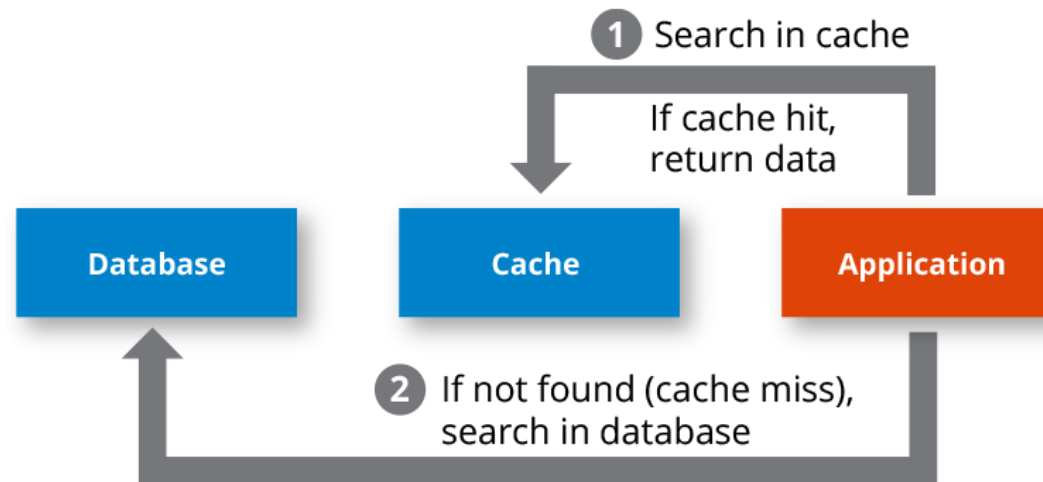 1 Search in cache
If cache hit,
return data
Database
Cache
Application
2 If not found (cache miss),
search in database